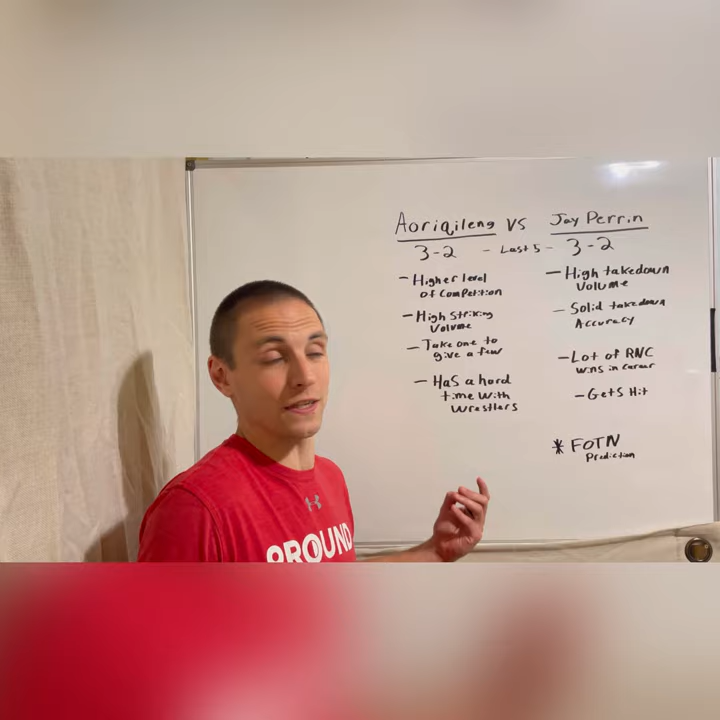 Aoriqileng VS Jay Perrin
3-2 - Last 5 - 3-2
- Higher level
of Competition
- High Striking
Volume
- Take one to
give a few
- Has a hard
time with
wrestlers
- High takedown
Volume
- Solid takedown
Accuracy
- Lot of RNC
wins in career
- Gets Hit
* FOTN
Prediction
PROUND